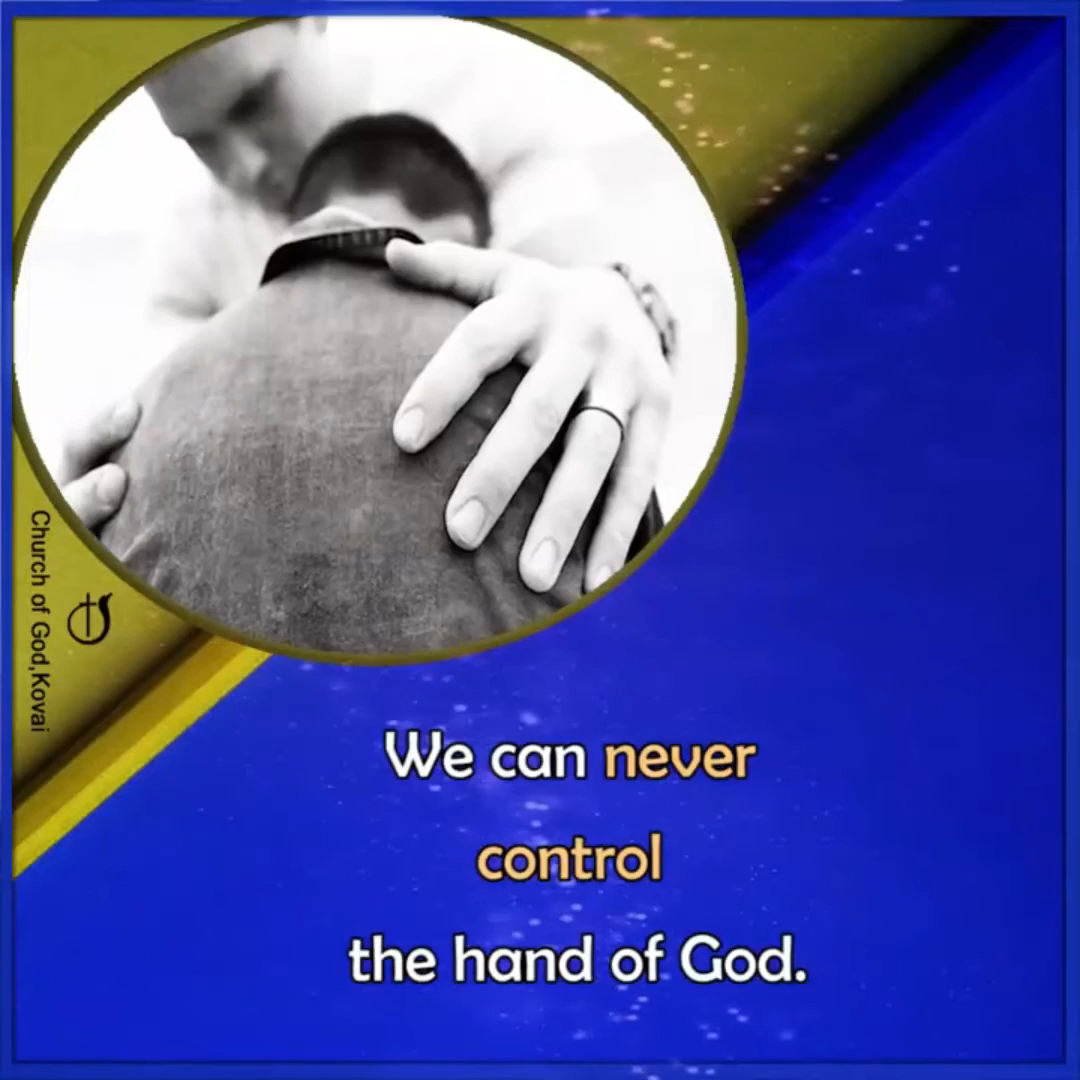 Church of God,Kovai
We can never
control
the hand of God.